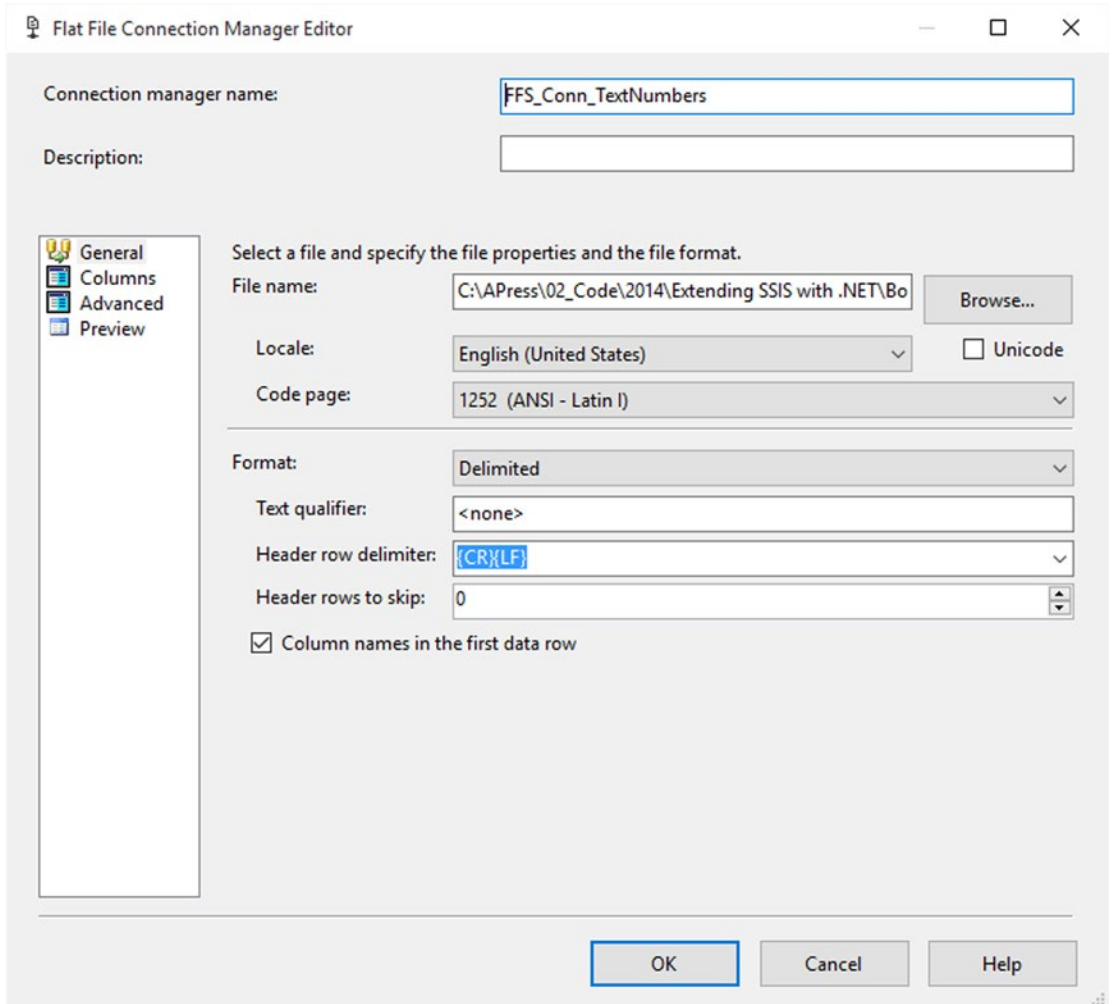 Flat File Connection Manager Editor
Connection manager name: FFS_Conn_TextNumbers
Description:
General
Columns
Advanced
Preview
Select a file and specify the file properties and the file format.
File name: C:\APress\02_Code\2014\Extending SSIS with .NET\Bo Browse...
Locale: English (United States) Unicode
Code page: 1252 (ANSI - Latin I)
Format: Delimited
Text qualifier: <none>
Header row delimiter: {CR}{LF}
Header rows to skip: 0
Column names in the first data row
OK Cancel Help